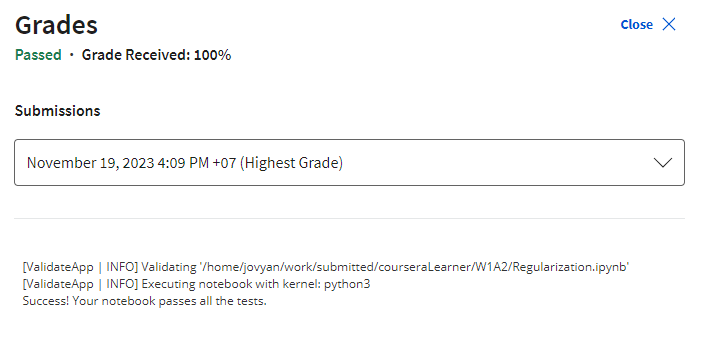 Grades
Close
Passed · Grade Received: 100%
Submissions
November 19, 2023 4:09 PM +07 (Highest Grade)
[ValidateApp | INFO] Validating '/home/jovyan/work/submitted/courseraLearner/W1A2/Regularization.ipynb'
[ValidateApp | INFO] Executing notebook with kernel: python3
Success! Your notebook passes all the tests.